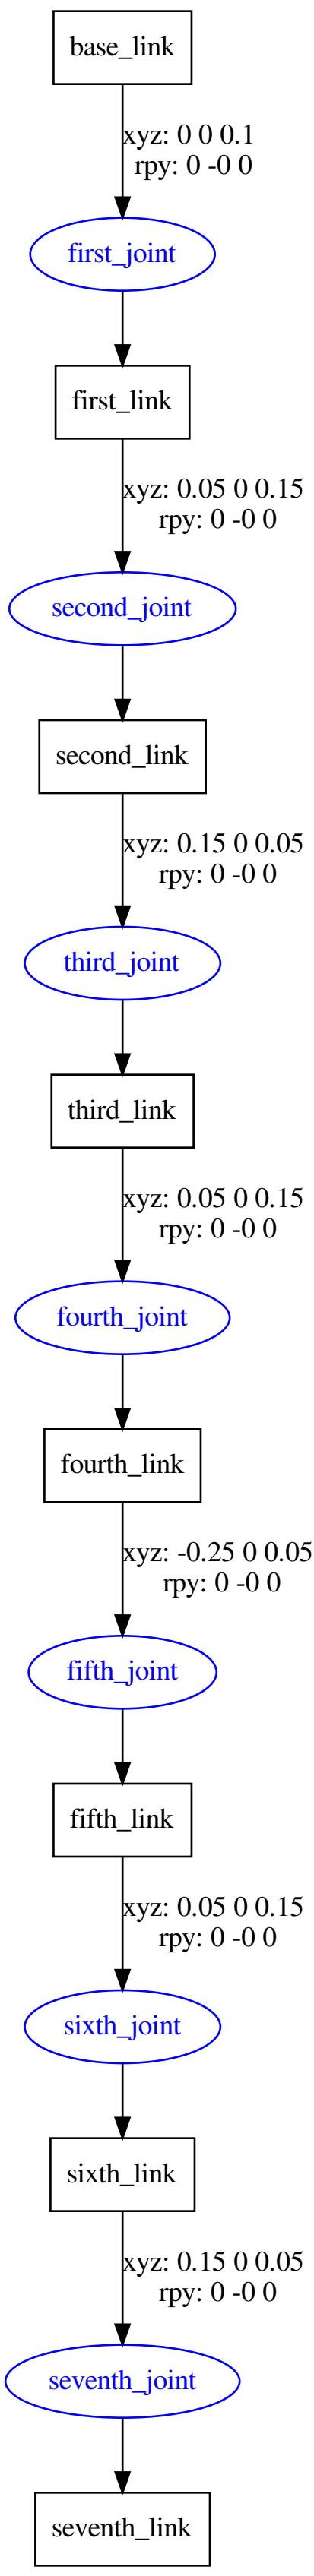 base_link
xyz: 0 0 0.1
rpy: 0 -0 0
first_joint
first_link
xyz: 0.05 0 0.15
rpy: 0 -0 0
second_joint
second_link
xyz: 0.15 0 0.05
rpy: 0 -0 0
third_joint
third_link
xyz: 0.05 0 0.15
rpy: 0 -0 0
fourth_joint
fourth_link
xyz: -0.25 0 0.05
rpy: 0 -0 0
fifth_joint
fifth_link
xyz: 0.05 0 0.15
rpy: 0 -0 0
sixth_joint
sixth_link
xyz: 0.15 0 0.05
rpy: 0 -0 0
seventh_joint
seventh_link